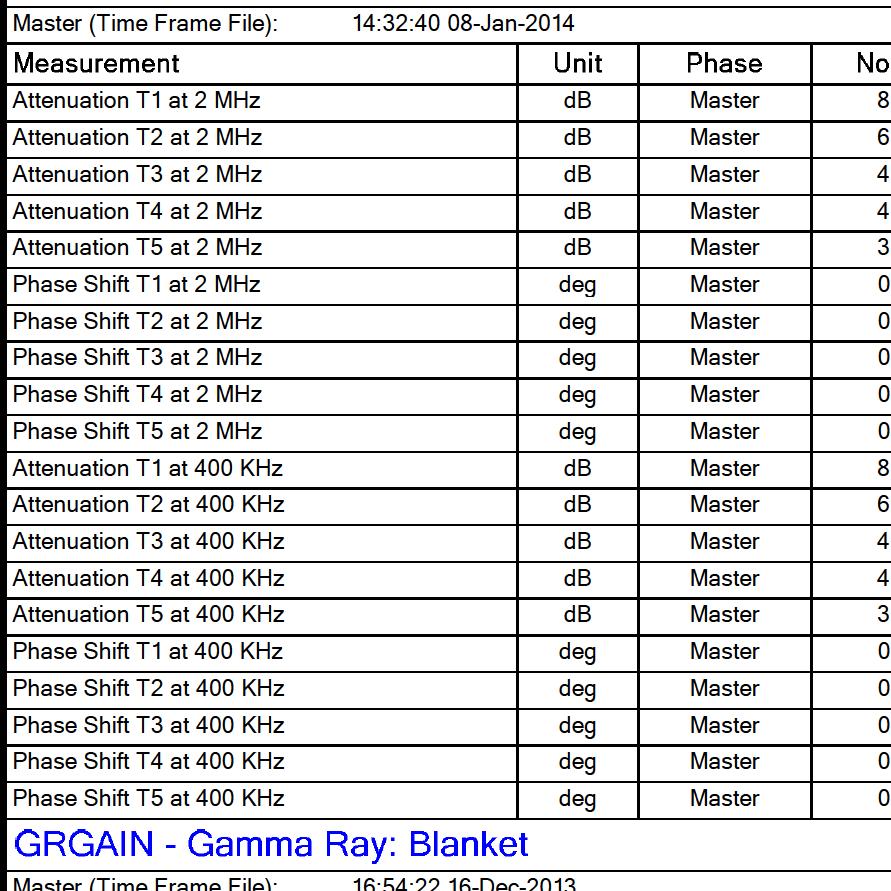 Master (Time Frame File): 14:32:40 08-Jan-2014
Measurement Unit Phase No
Attenuation T1 at 2 MHz dB Master 8
Attenuation T2 at 2 MHz dB Master 6
Attenuation T3 at 2 MHz dB Master 4
Attenuation T4 at 2 MHz dB Master 4
Attenuation T5 at 2 MHz dB Master 3
Phase Shift T1 at 2 MHz deg Master 0
Phase Shift T2 at 2 MHz deg Master 0
Phase Shift T3 at 2 MHz deg Master 0
Phase Shift T4 at 2 MHz deg Master 0
Phase Shift T5 at 2 MHz deg Master 0
Attenuation T1 at 400 KHz dB Master 8
Attenuation T2 at 400 KHz dB Master 6
Attenuation T3 at 400 KHz dB Master 4
Attenuation T4 at 400 KHz dB Master 4
Attenuation T5 at 400 KHz dB Master 3
Phase Shift T1 at 400 KHz deg Master 0
Phase Shift T2 at 400 KHz deg Master 0
Phase Shift T3 at 400 KHz deg Master 0
Phase Shift T4 at 400 KHz deg Master 0
Phase Shift T5 at 400 KHz deg Master 0
GRGAIN - Gamma Ray: Blanket
Master (Time Frame File): 16:54:22 16-Dec-2013